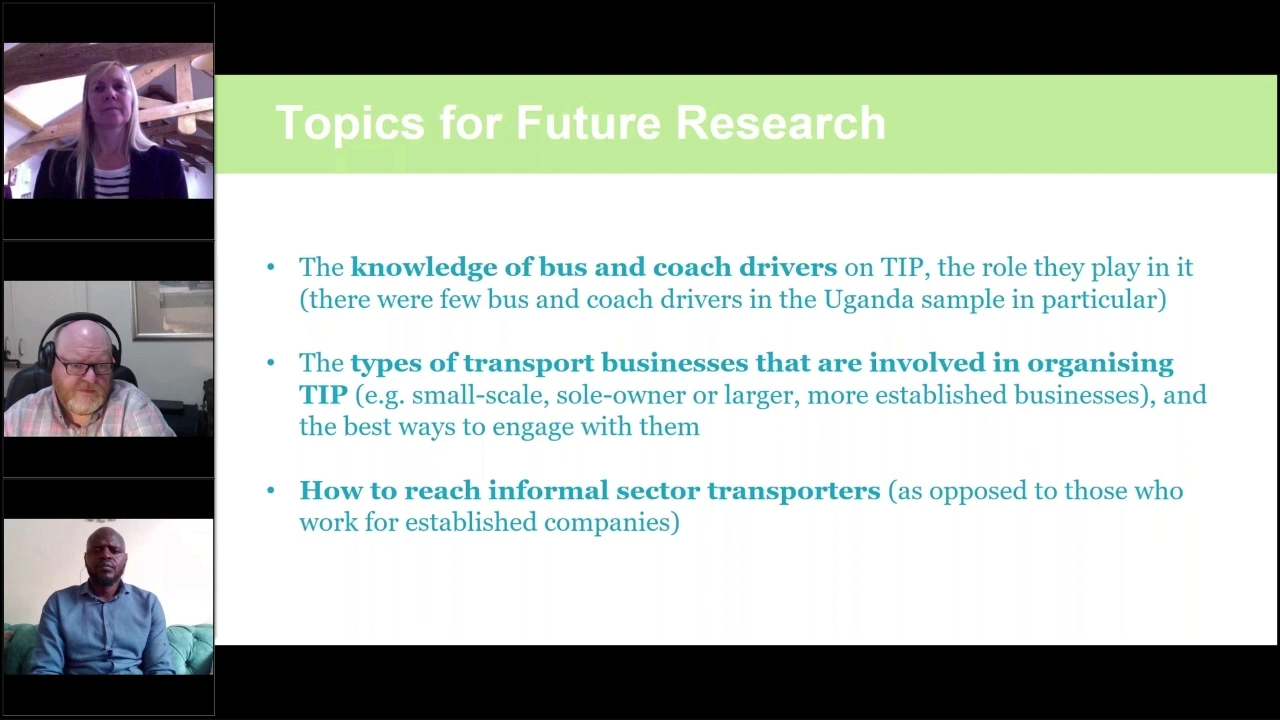 Topics for Future Research
• The knowledge of bus and coach drivers on TIP, the role they play in it
(there were few bus and coach drivers in the Uganda sample in particular)
• The types of transport businesses that are involved in organising
TIP (e.g. small-scale, sole-owner or larger, more established businesses), and
the best ways to engage with them
• How to reach informal sector transporters (as opposed to those who
work for established companies)